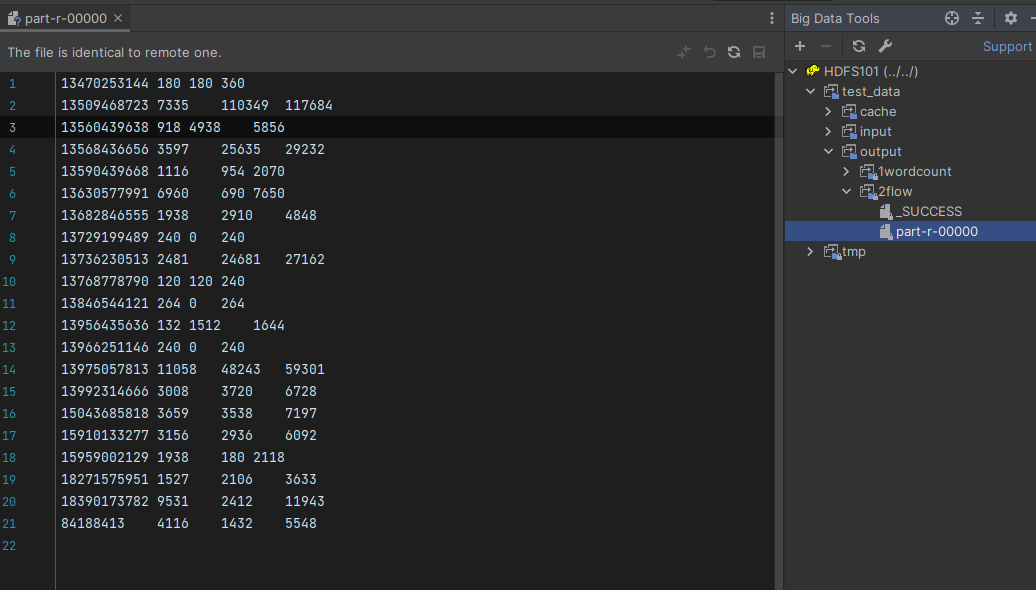 part-r-00000
The file is identical to remote one.
1 13470253144 180 180 360
2 13509468723 7335 110349 117684
3 13560439638 918 4938 5856
4 13568436656 3597 25635 29232
5 13590439668 1116 954 2070
6 13630577991 6960 690 7650
7 13682846555 1938 2910 4848
8 13729199489 240 0 240
9 13736230513 2481 24681 27162
10 13768778790 120 120 240
11 13846544121 264 0 264
12 13956435636 132 1512 1644
13 13966251146 240 0 240
14 13975057813 11058 48243 59301
15 13992314666 3008 3720 6728
16 15043685818 3659 3538 7197
17 15910133277 3156 2936 6092
18 15959002129 1938 180 2118
19 18271575951 1527 2106 3633
20 18390173782 9531 2412 11943
21 84188413 4116 1432 5548
22
Big Data Tools
Support
HDFS101 (../../)
test_data
cache
input
output
1wordcount
2flow
_SUCCESS
part-r-00000
tmp